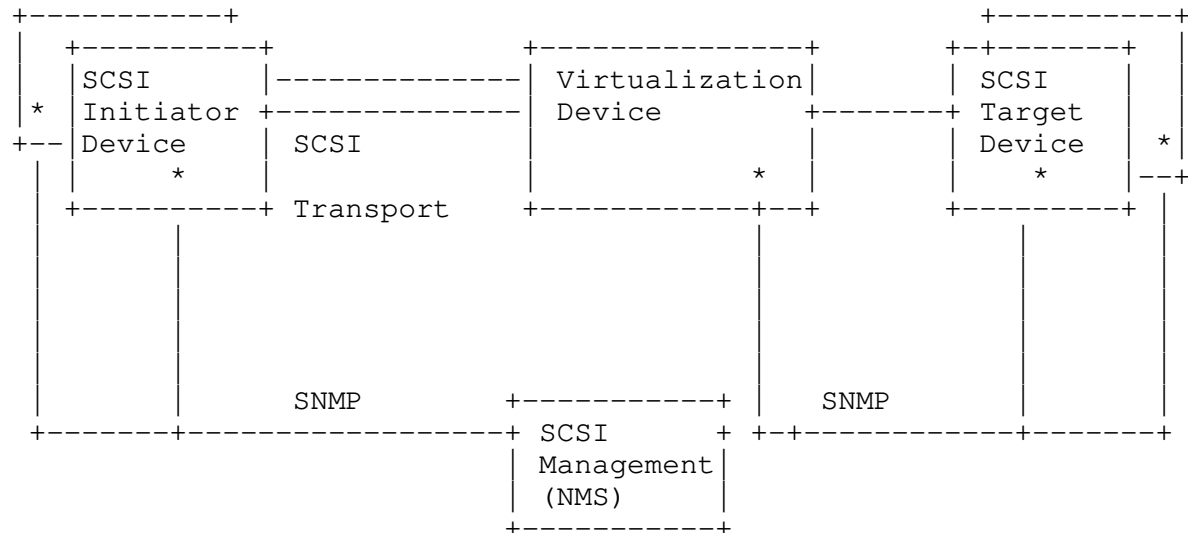 SCSI Virtualization SCSI
* Initiator Device Target
Device SCSI Device *
* * *
Transport
SNMP SNMP
SCSI
Management
(NMS)